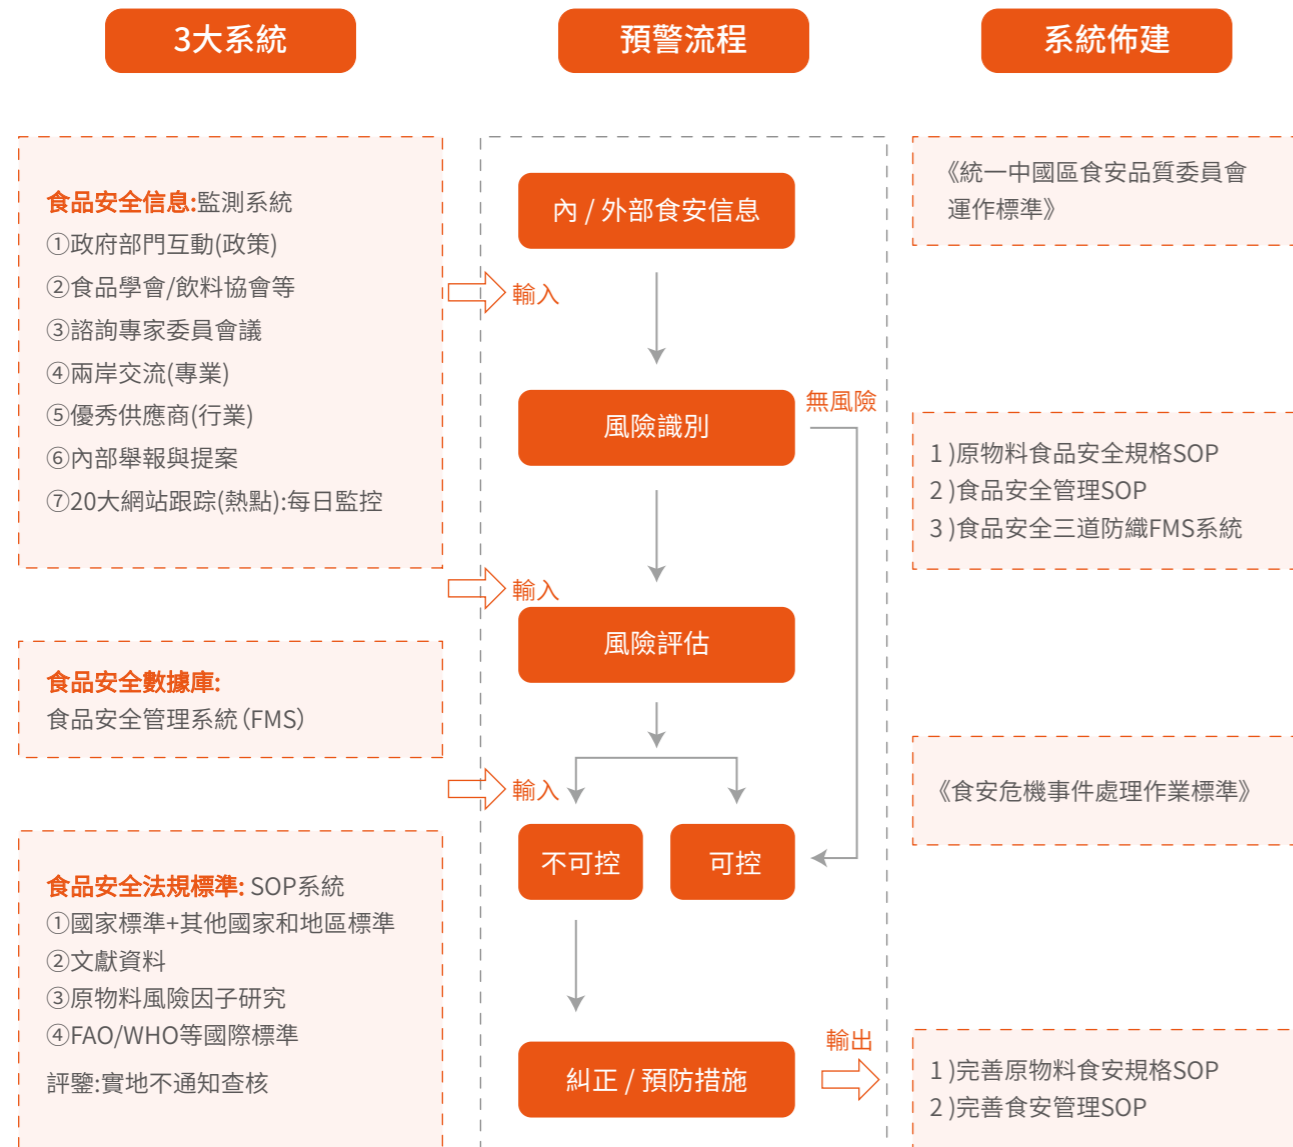 3大系統
預警流程
系統佈建
食品安全信息:監測系統
①政府部門互動(政策)
②食品學會/飲料協會等
③諮詢專家委員會議
④兩岸交流(專業)
⑤優秀供應商(行業)
⑥內部舉報與提案
⑦20大網站跟踪(熱點):每日監控
食品安全數據庫:
食品安全管理系統(FMS)
食品安全法規標準: SOP系統
①國家標準+其他國家和地區標準
②文獻資料
③原物料風險因子研究
④FAO/WHO等國際標準
評鑒:實地不通知查核
輸入
輸入
輸入
內 / 外部食安信息
風險識別
無風險
風險評估
不可控
可控
糾正 / 預防措施
輸出
《統一中國區食安品質委員會
運作標準》
1 )原物料食品安全規格SOP
2 )食品安全管理SOP
3 )食品安全三道防織FMS系統
《食安危機事件處理作業標準》
1 )完善原物料食安規格SOP
2 )完善食安管理SOP